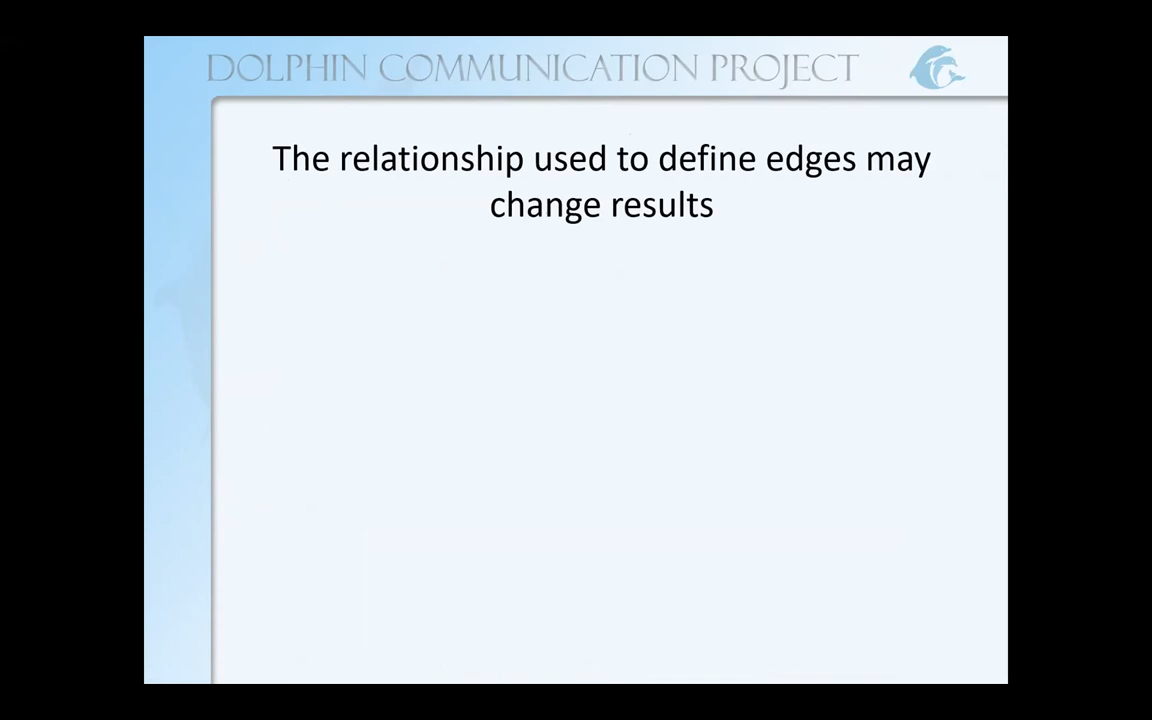 DOLPHIN COMMUNICATION PROJECT
The relationship used to define edges may
change results